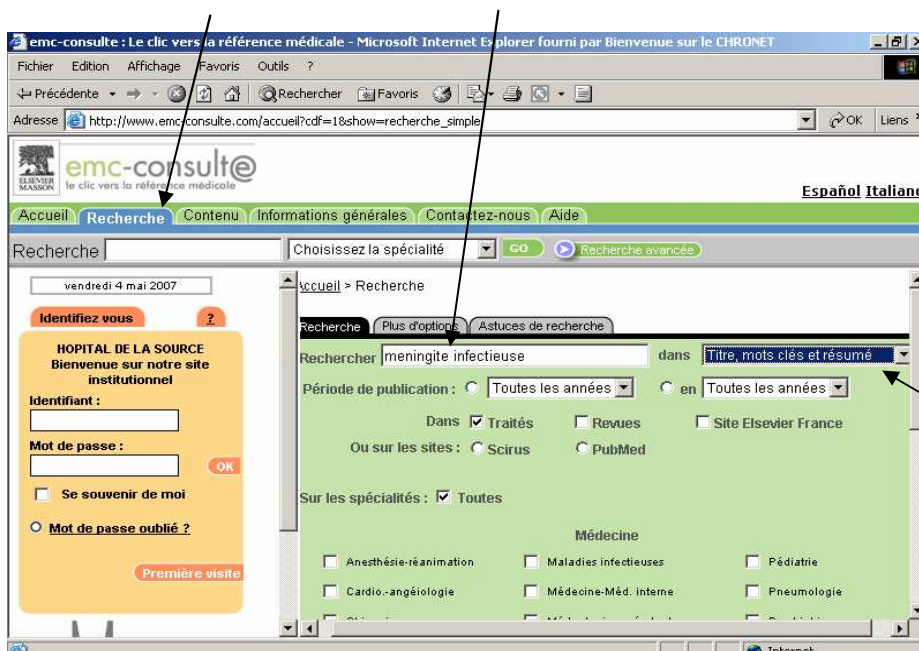 emc-consulte : Le clic vers la référence médicale - Microsoft Internet Explorer fourni par Bienvenue sur le CHRONET
Fichier Edition Affichage Favoris Outils ?
Précédente Rechercher Favoris
Adresse http://www.emc-consulte.com/accueil?cdf=1&show=recherche_simple OK Liens
ELSEVIER MASSON
emc-consult@
le clic vers la référence médicale
Español Italiano
Accueil Recherche Contenu Informations générales Contactez-nous Aide
Recherche Choisissez la spécialité GO Recherche avancée
vendredi 4 mai 2007
Identifiez vous ?
HOPITAL DE LA SOURCE
Bienvenue sur notre site
institutionnel
Identifiant :
Mot de passe :
OK
Se souvenir de moi
Mot de passe oublié ?
Première visite
Accueil > Recherche
Recherche Plus d'options Astuces de recherche
Rechercher meningite infectieuse dans Titre, mots clés et résumé
Période de publication : Toutes les années en Toutes les années
Dans Traités Revues Site Elsevier France
Ou sur les sites : Scirus PubMed
Sur les spécialités : Toutes
Médecine
Anesthésie-réanimation Maladies infectieuses Pédiatrie
Cardio.-angéiologie Médecine-Méd. interne Pneumologie
Internet